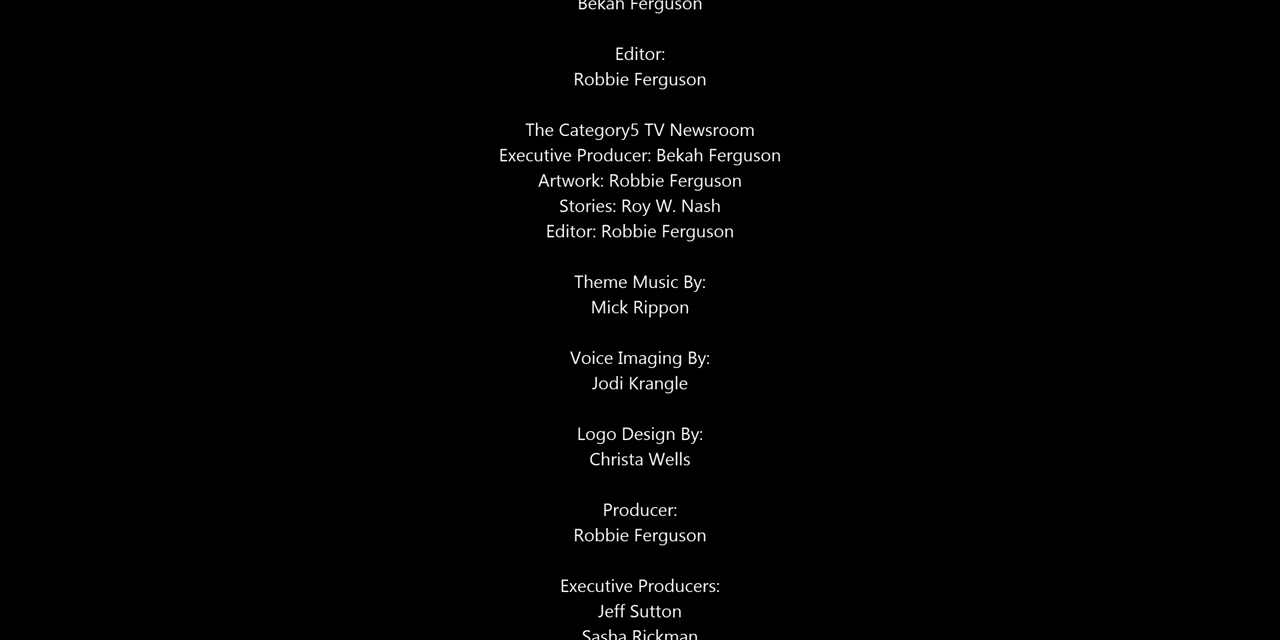 Bekah Ferguson
Editor:
Robbie Ferguson
The Category5 TV Newsroom
Executive Producer: Bekah Ferguson
Artwork: Robbie Ferguson
Stories: Roy W. Nash
Editor: Robbie Ferguson
Theme Music By:
Mick Rippon
Voice Imaging By:
Jodi Krangle
Logo Design By:
Christa Wells
Producer:
Robbie Ferguson
Executive Producers:
Jeff Sutton
Sasha Rickman